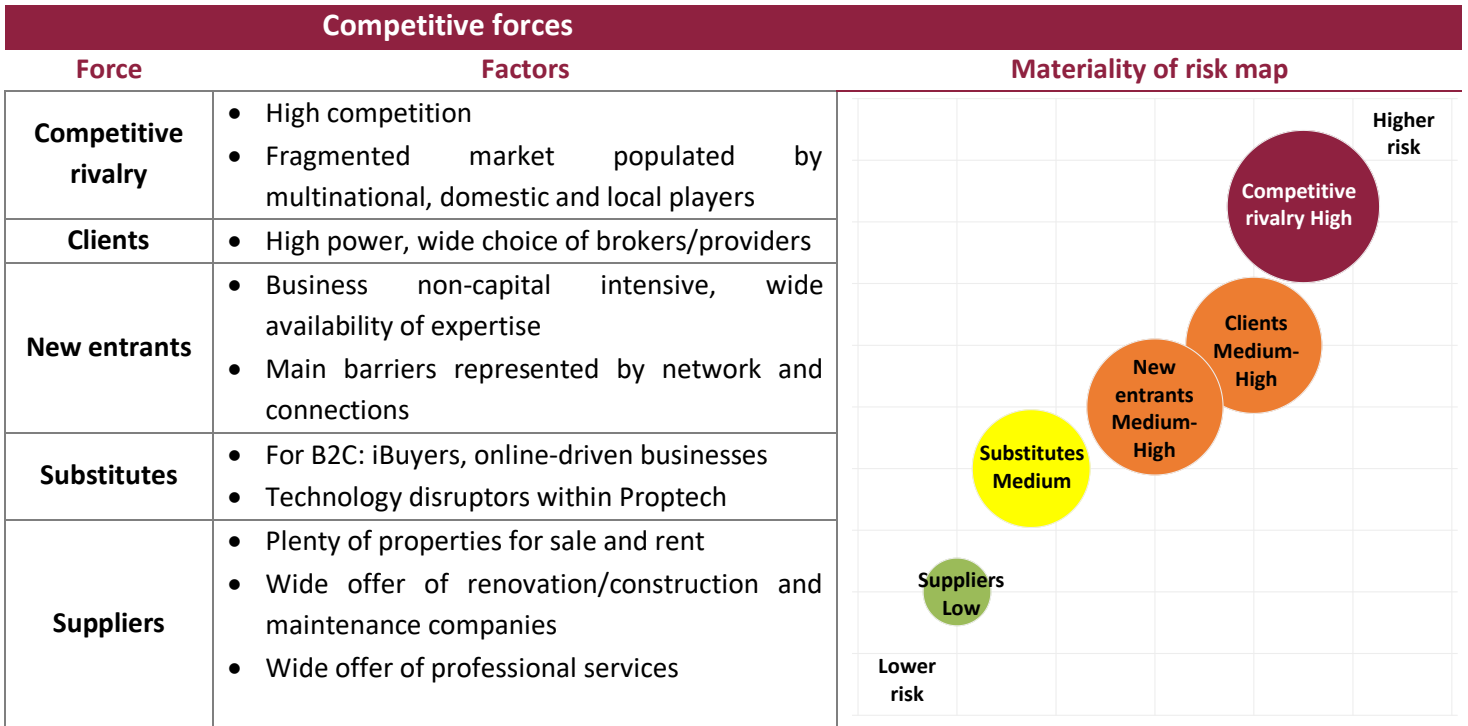 Competitive forces
Force
Factors
Materiality of risk map
Competitive
rivalry
• High competition
• Fragmented market populated by
multinational, domestic and local players
Clients
• High power, wide choice of brokers/providers
New entrants
• Business non-capital intensive, wide
availability of expertise
• Main barriers represented by network and
connections
Substitutes
• For B2C: iBuyers, online-driven businesses
• Technology disruptors within Proptech
Suppliers
• Plenty of properties for sale and rent
• Wide offer of renovation/construction and
maintenance companies
• Wide offer of professional services
Higher
risk
Competitive
rivalry High
Clients
Medium-
High
New
entrants
Medium-
High
Substitutes
Medium
Suppliers
Low
Lower
risk